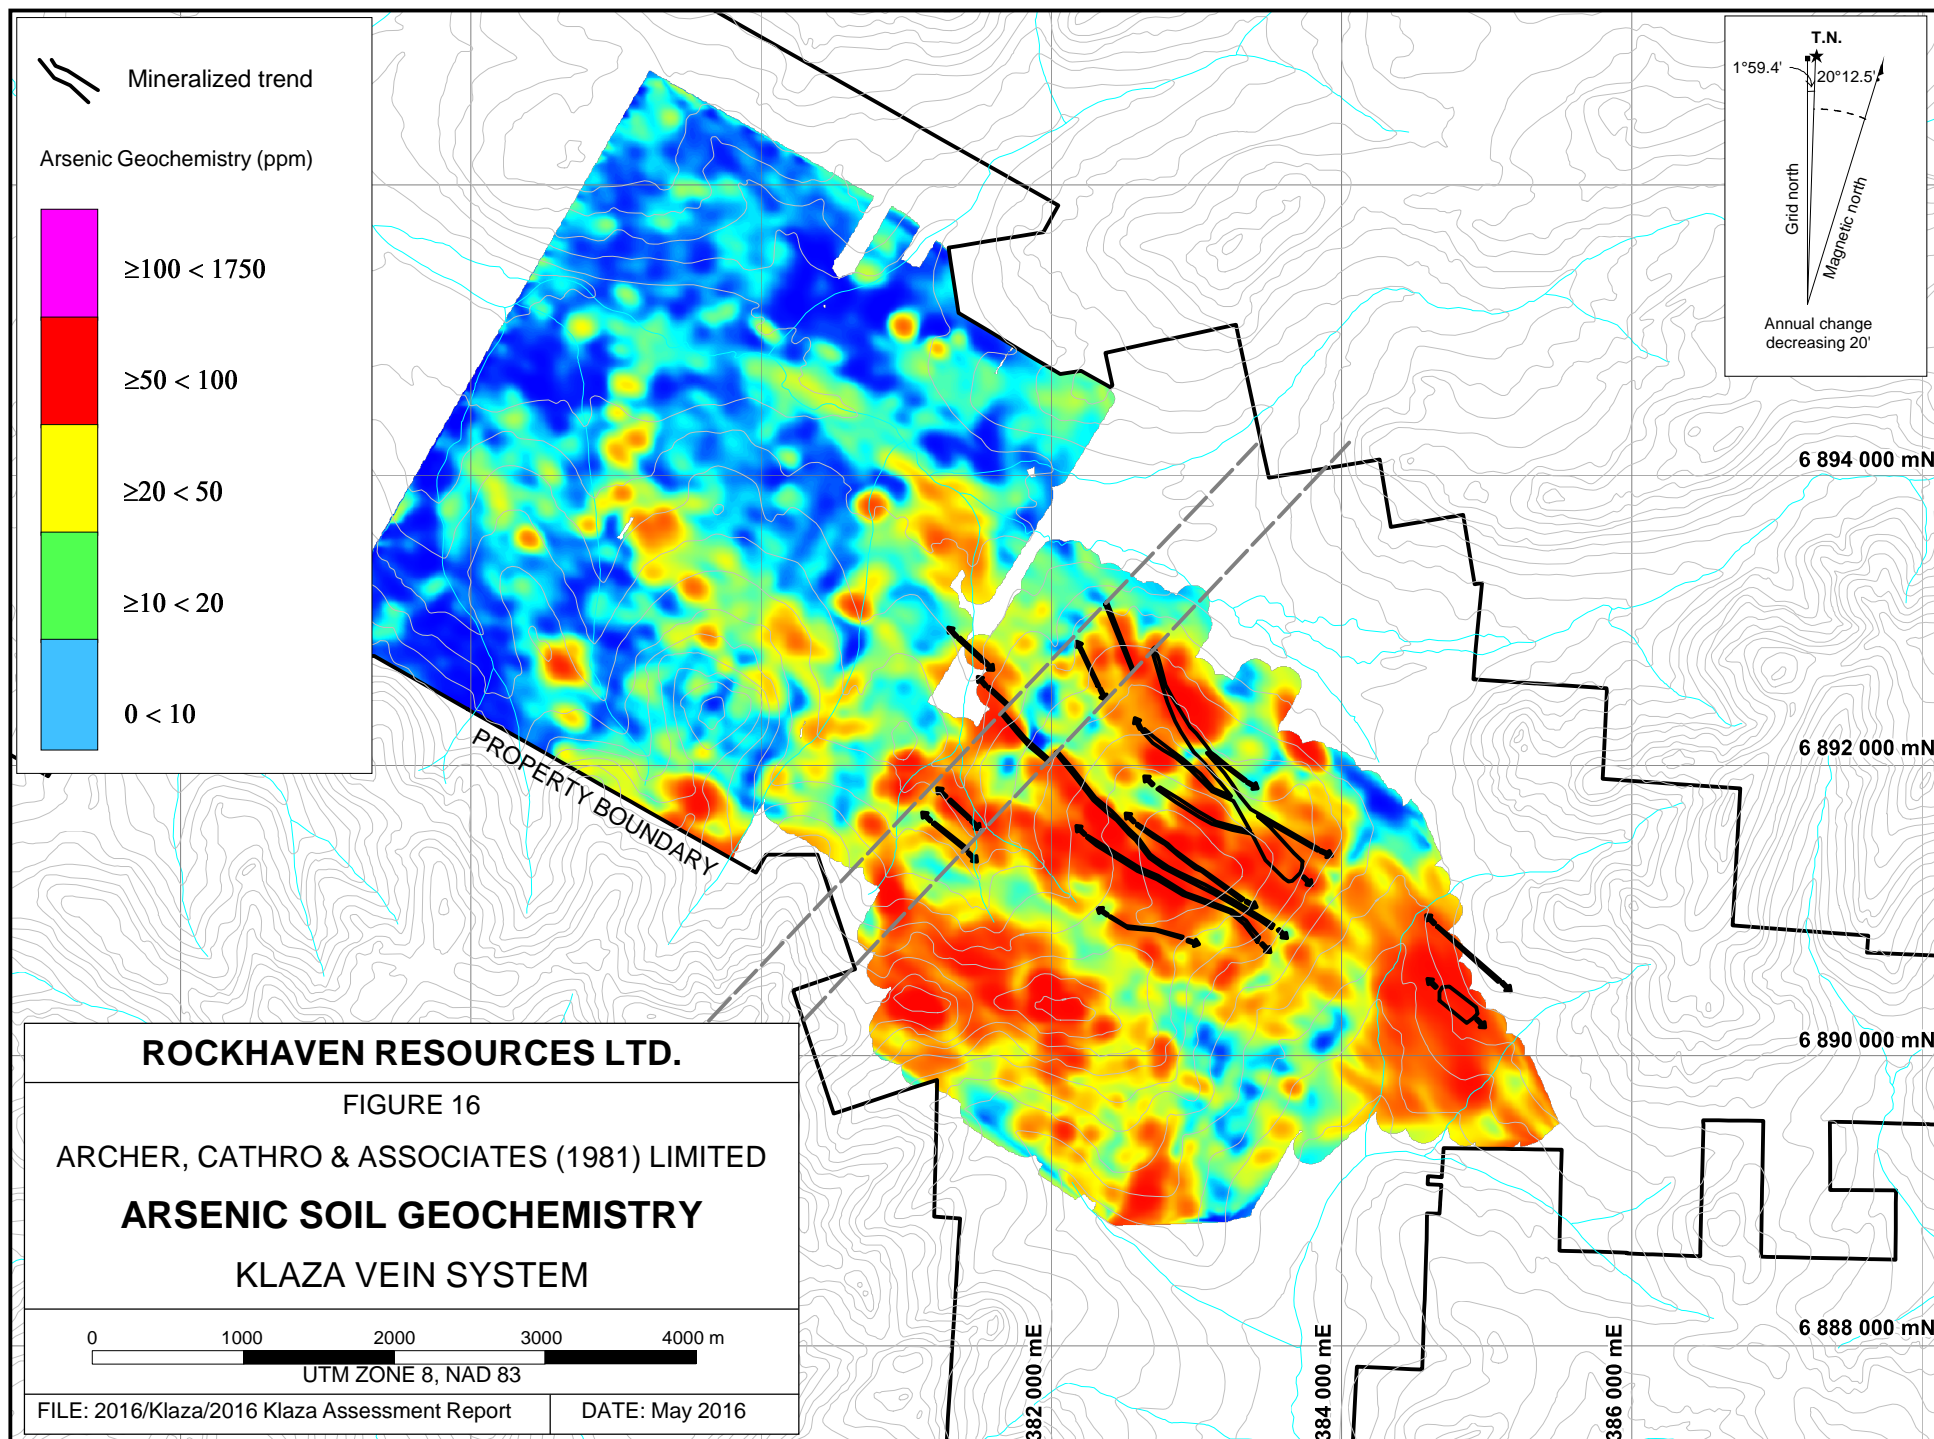 Mineralized trend
Arsenic Geochemistry (ppm)
≥100 < 1750
≥50 < 100
≥20 < 50
≥10 < 20
0 < 10
T.N.
1°59.4'
20°12.5'
Grid north
Magnetic north
Annual change
decreasing 20'
6 894 000 mN
6 892 000 mN
6 890 000 mN
6 888 000 mN
PROPERTY BOUNDARY
382 000 mE
384 000 mE
386 000 mE
ROCKHAVEN RESOURCES LTD.
FIGURE 16
ARCHER, CATHRO & ASSOCIATES (1981) LIMITED
ARSENIC SOIL GEOCHEMISTRY
KLAZA VEIN SYSTEM
0 1000 2000 3000 4000 m
UTM ZONE 8, NAD 83
FILE: 2016/Klaza/2016 Klaza Assessment Report
DATE: May 2016